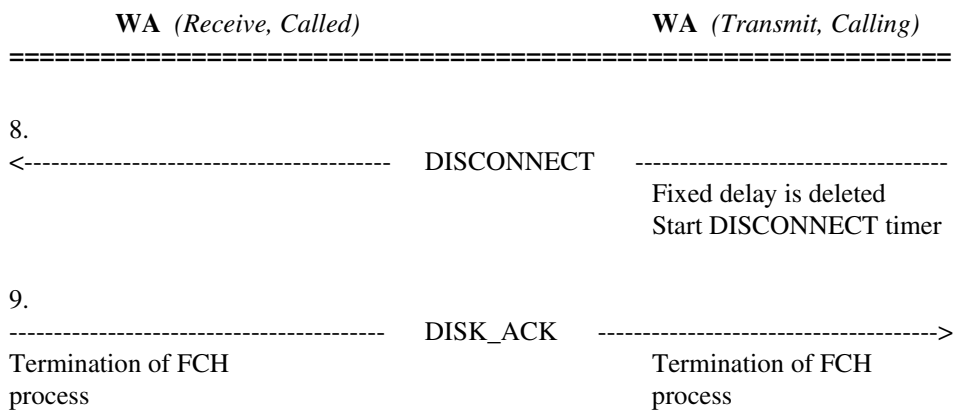 WA (Receive, Called) WA (Transmit, Calling)
===============================================================
8.
<----------------------------------------- DISCONNECT -----------------------------------
Fixed delay is deleted
Start DISCONNECT timer
9.
------------------------------------------ DISK_ACK -------------------------------------->
Termination of FCH Termination of FCH
process process